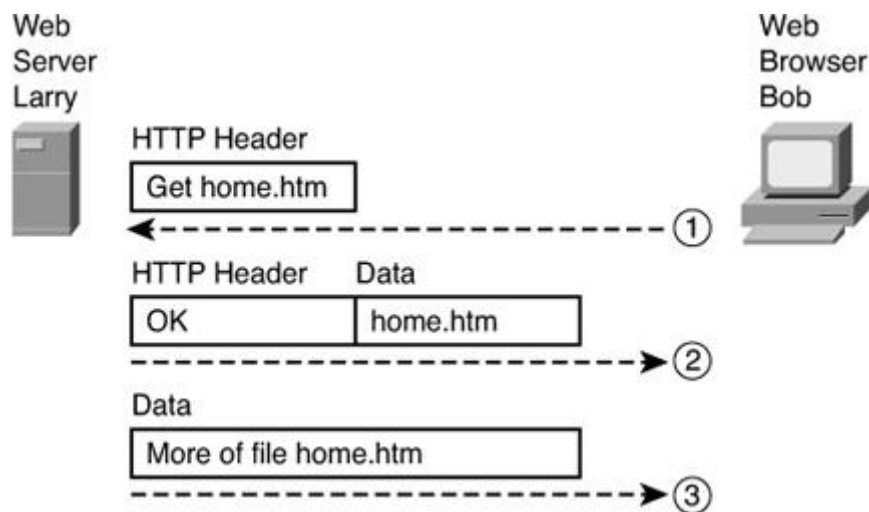 Web
Server
Larry
Web
Browser
Bob
HTTP Header
Get home.htm
1
HTTP Header Data
OK home.htm
2
Data
More of file home.htm
3